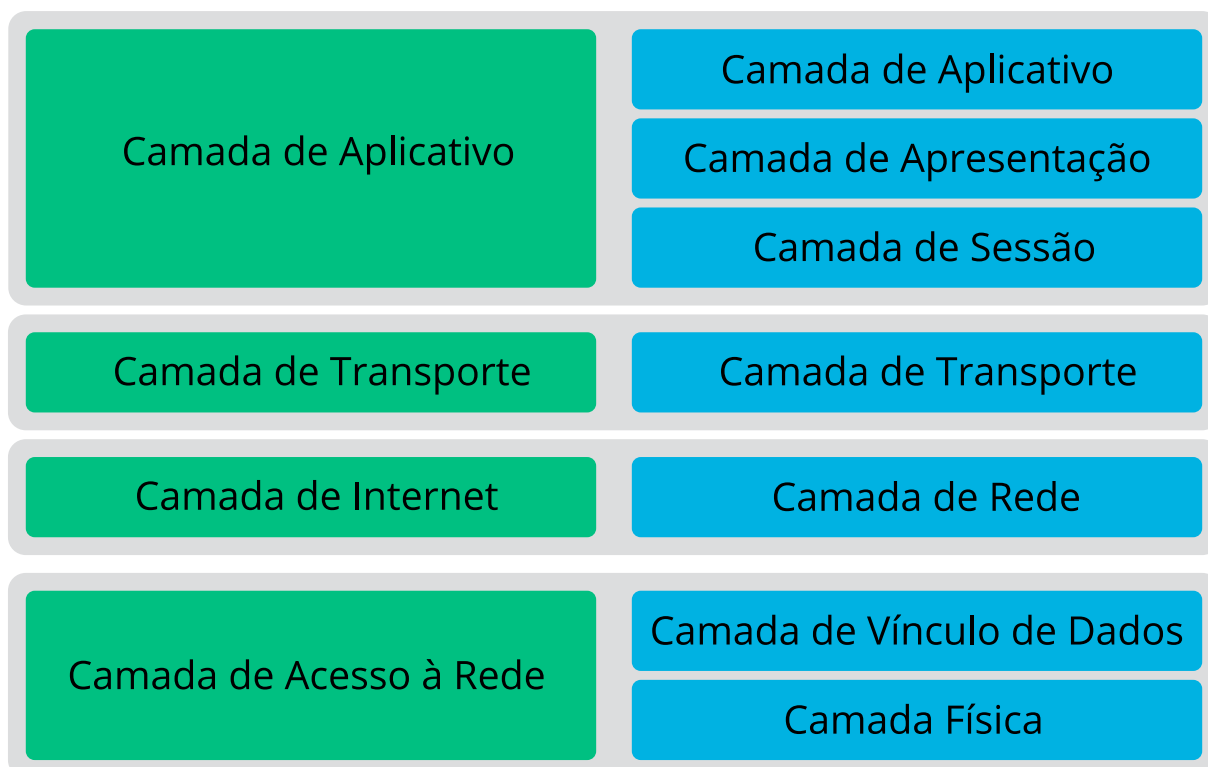 Camada de Aplicativo
Camada de Aplicativo
Camada de Apresentação
Camada de Sessão
Camada de Transporte
Camada de Transporte
Camada de Internet
Camada de Rede
Camada de Acesso à Rede
Camada de Vínculo de Dados
Camada Física